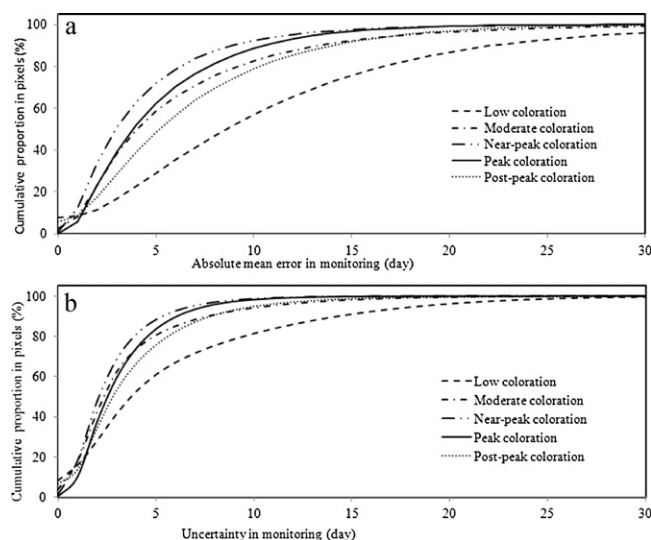 a
Cumulative proportion in pixels (%)
100
80
60
40
20
0
Low coloration
Moderate coloration
Near-peak coloration
Peak coloration
Post-peak coloration
0 5 10 15 20 25 30
Absolute mean error in monitoring (day)
b
Cumulative proportion in pixels (%)
100
80
60
40
20
0
Low coloration
Moderate coloration
Near-peak coloration
Peak coloration
Post-peak coloration
0 5 10 15 20 25 30
Uncertainty in monitoring (day)